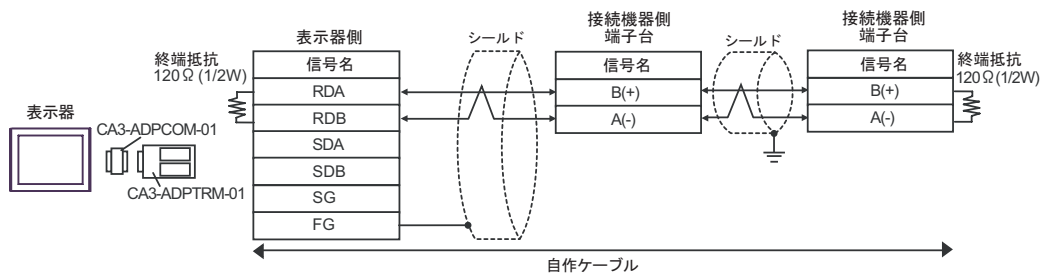 表示器
CA3-ADPCOM-01
CA3-ADPTRM-01
終端抵抗
120Ω(1/2W)
表示器側
信号名
RDA
RDB
SDA
SDB
SG
FG
シールド
接続機器側
端子台
信号名
B(+)
A(-)
シールド
接続機器側
端子台
信号名
B(+)
A(-)
終端抵抗
120Ω(1/2W)
自作ケーブル